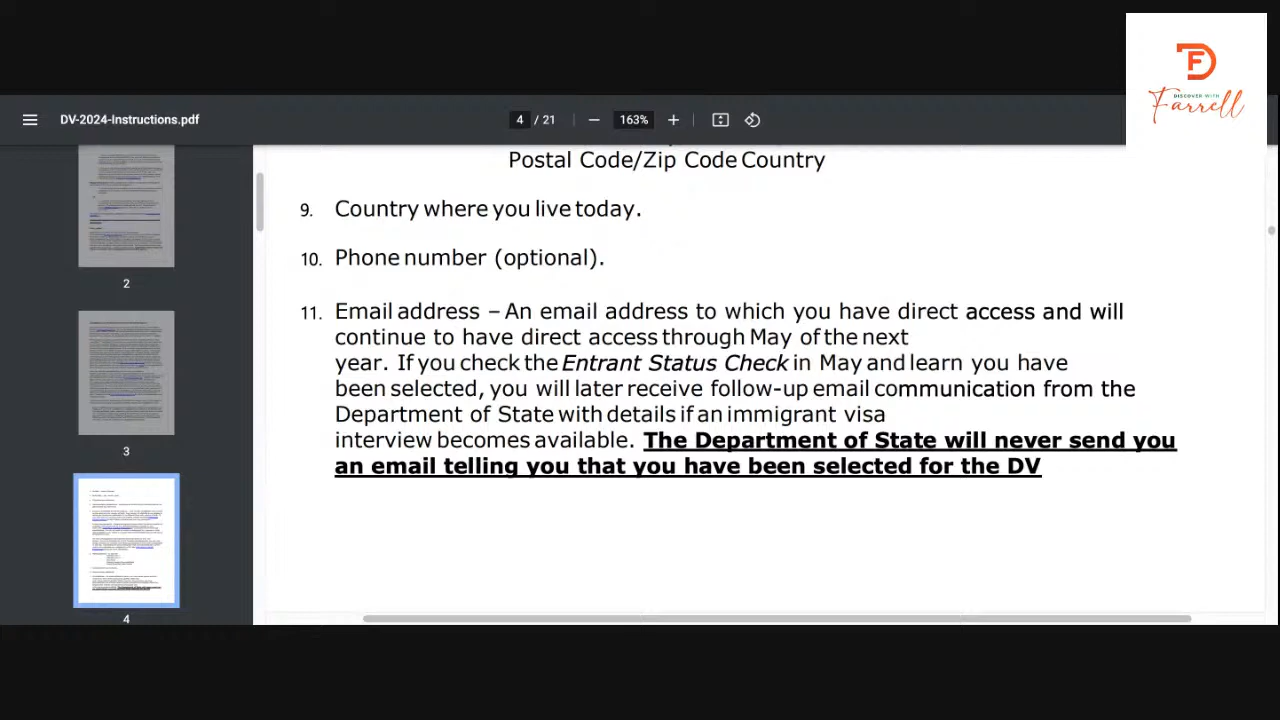 DISCOVER WITH
Farrell
DV-2024-Instructions.pdf
4 / 21
163%
Postal Code/Zip Code Country
9. Country where you live today.
10. Phone number (optional).
11. Email address – An email address to which you have direct access and will
continue to have direct access through May of the next
year. If you check the Entrant Status Check in May and learn you have
been selected, you will later receive follow-up email communication from the
Department of State with details if an immigrant visa
interview becomes available. The Department of State will never send you
an email telling you that you have been selected for the DV
2
3
4